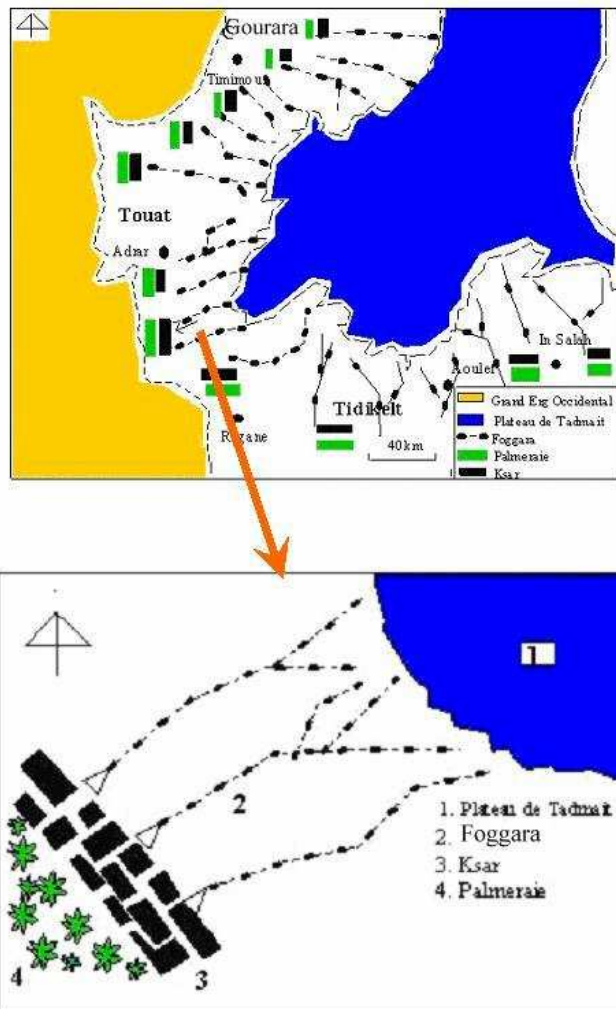 Gourara
Timimoun
Touat
Adrar
In Salah
Aoulef
Tidikelt
Reggane
40km
Grand Erg Occidental
Plateau de Tadmait
Foggara
Palmeraie
Ksar
1
2
1. Plateau de Tadmait
2. Foggara
3. Ksar
4. Palmeraie
4
3